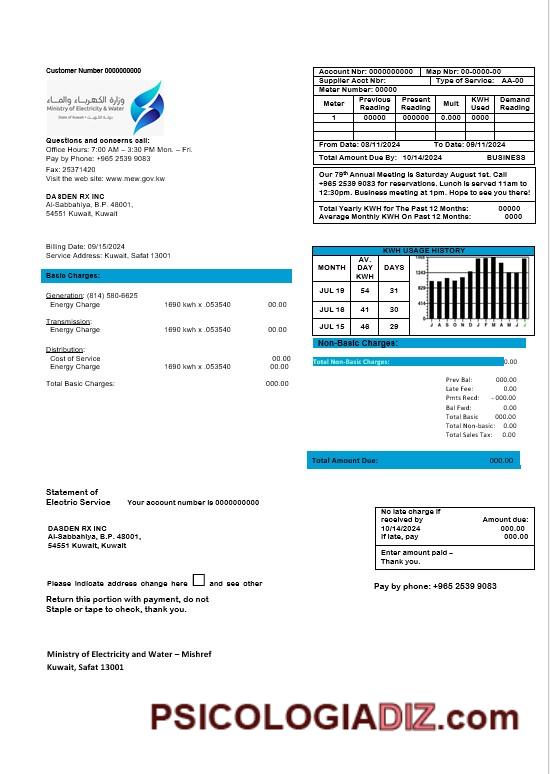 Customer Number 0000000000
وزارة الكهرباء والماء
Ministry of Electricity & Water
State of Kuwait • دولة الكويت
Questions and concerns call:
Office Hours: 7:00 AM – 3:30 PM Mon. – Fri.
Pay by Phone: +965 2539 9083
Fax: 25371420
Visit the web site: www.mew.gov.kw
DASDEN RX INC
Al-Sabbahiya, B.P. 48001,
54551 Kuwait, Kuwait
Billing Date: 09/15/2024
Service Address: Kuwait, Safat 13001
Basic Charges:
Generation: (814) 580-6625
Energy Charge 1690 kwh x .053540 00.00
Transmission:
Energy Charge 1690 kwh x .053540 00.00
Distribution:
Cost of Service 00.00
Energy Charge 1690 kwh x .053540 00.00
Total Basic Charges: 000.00
Account Nbr: 0000000000 Map Nbr: 00-0000-00
Supplier Acct Nbr: Type of Service: AA-00
Meter Number: 00000
Meter Previous Reading Present Reading Mult KWH Used Demand Reading
1 00000 000000 0.000 0000
From Date: 08/11/2024 To Date: 09/11/2024
Total Amount Due By: 10/14/2024 BUSINESS
Our 79th Annual Meeting is Saturday August 1st. Call
+965 2539 9083 for reservations. Lunch is served 11am to
12:30pm. Business meeting at 1pm. Hope to see you there!
Total Yearly KWH for The Past 12 Months: 00000
Average Monthly KWH On Past 12 Months: 0000
KWH USAGE HISTORY
MONTH AV. DAY KWH DAYS
JUL 19 54 31
JUL 16 41 30
JUL 15 46 29
1243
829
414
0
J A S O N D J F M A M J J
Non-Basic Charges:
Total Non-Basic Charges: 0.00
Prev Bal: 000.00
Late Fee: 0.00
Pmts Recd: - 000.00
Bal Fwd: 0.00
Total Basic 000.00
Total Non-basic: 0.00
Total Sales Tax: 0.00
Total Amount Due: 000.00
Statement of
Electric Service Your account number is 0000000000
DASDEN RX INC
Al-Sabbahiya, B.P. 48001,
54551 Kuwait, Kuwait
No late charge if
received by Amount due:
10/14/2024 000.00
If late, pay 000.00
Enter amount paid –
Thank you.
Please indicate address change here and see other
Pay by phone: +965 2539 9083
Return this portion with payment, do not
Staple or tape to check, thank you.
Ministry of Electricity and Water – Mishref
Kuwait, Safat 13001
PSICOLOGIADIZ.com